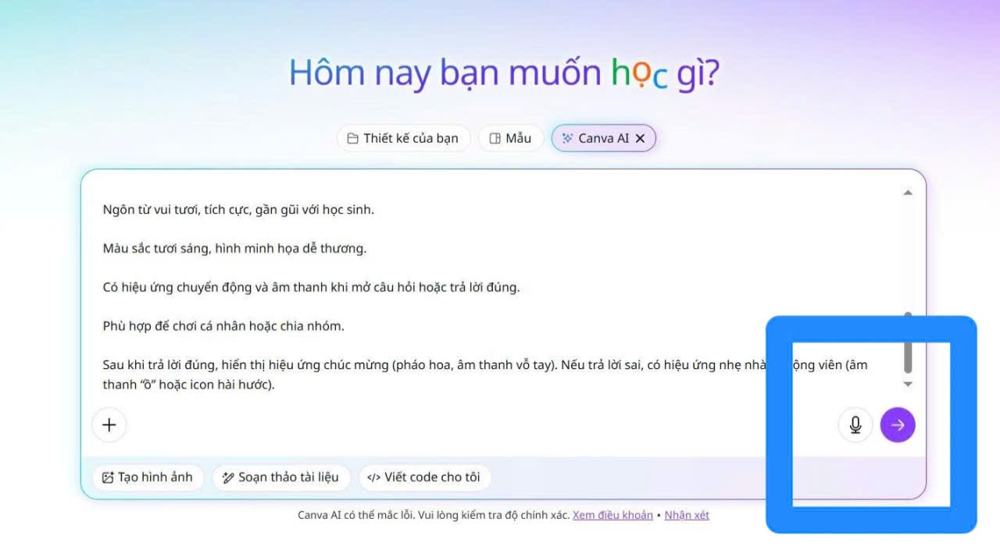 Hôm nay bạn muốn học gì?
Thiết kế của bạn
Mẫu
Canva AI
Ngôn từ vui tươi, tích cực, gần gũi với học sinh.
Màu sắc tươi sáng, hình minh họa dễ thương.
Có hiệu ứng chuyển động và âm thanh khi mở câu hỏi hoặc trả lời đúng.
Phù hợp để chơi cá nhân hoặc chia nhóm.
Sau khi trả lời đúng, hiển thị hiệu ứng chúc mừng (pháo hoa, âm thanh vỗ tay). Nếu trả lời sai, có hiệu ứng nhẹ nhà ộng viên (âm
thanh “ồ” hoặc icon hài hước).
Tạo hình ảnh
Soạn thảo tài liệu
</> Viết code cho tôi
Canva AI có thể mắc lỗi. Vui lòng kiểm tra độ chính xác. Xem điều khoản • Nhận xét